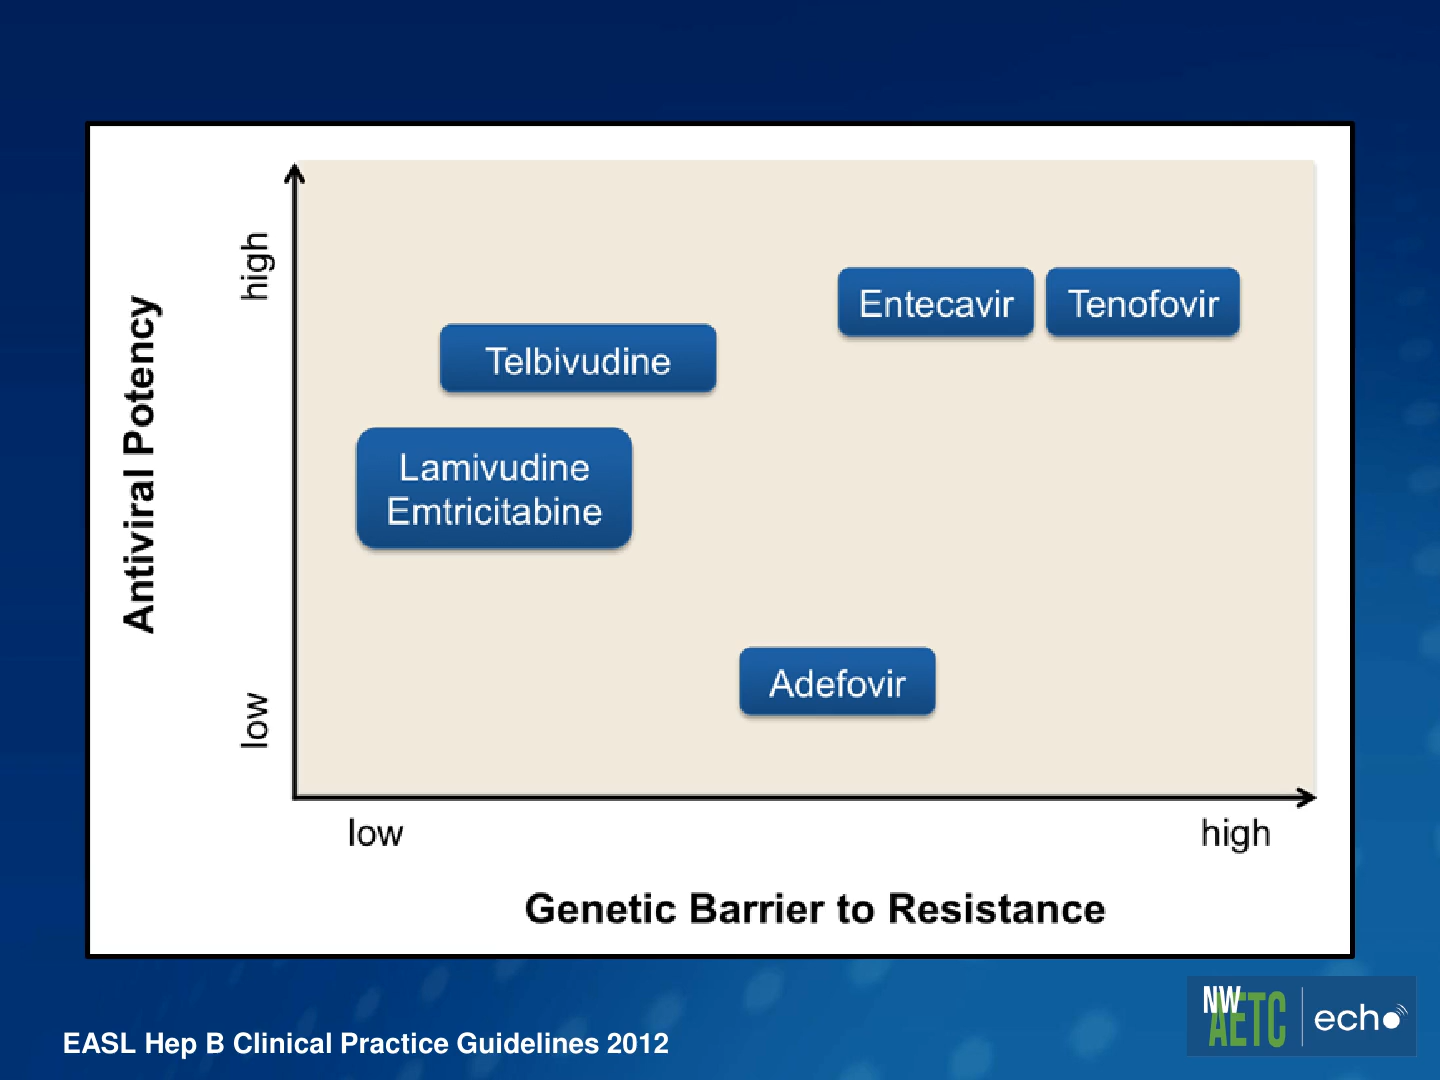 high
Entecavir
Tenofovir
Telbivudine
Antiviral Potency
Lamivudine
Emtricitabine
Adefovir
low
low
high
Genetic Barrier to Resistance
EASL Hep B Clinical Practice Guidelines 2012
NW
AETC
echo